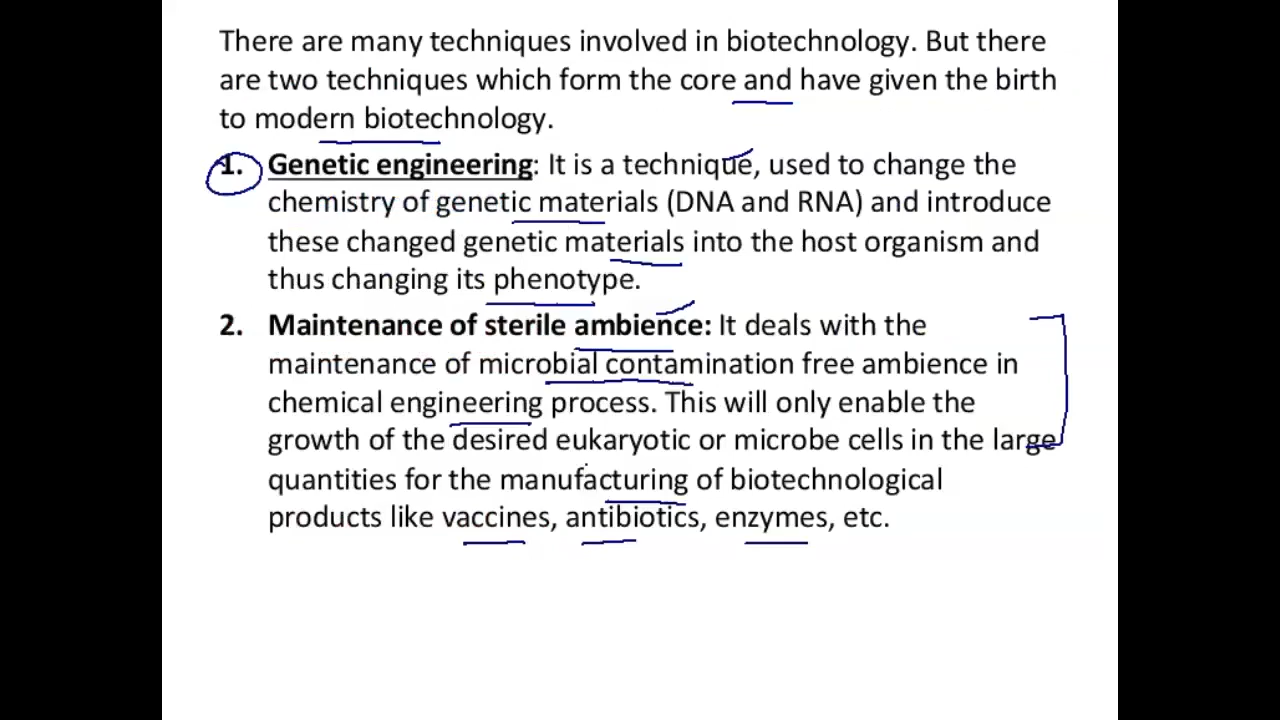 There are many techniques involved in biotechnology. But there
are two techniques which form the core and have given the birth
to modern biotechnology.
1. Genetic engineering: It is a technique, used to change the
chemistry of genetic materials (DNA and RNA) and introduce
these changed genetic materials into the host organism and
thus changing its phenotype.
2. Maintenance of sterile ambience: It deals with the
maintenance of microbial contamination free ambience in
chemical engineering process. This will only enable the
growth of the desired eukaryotic or microbe cells in the large
quantities for the manufacturing of biotechnological
products like vaccines, antibiotics, enzymes, etc.